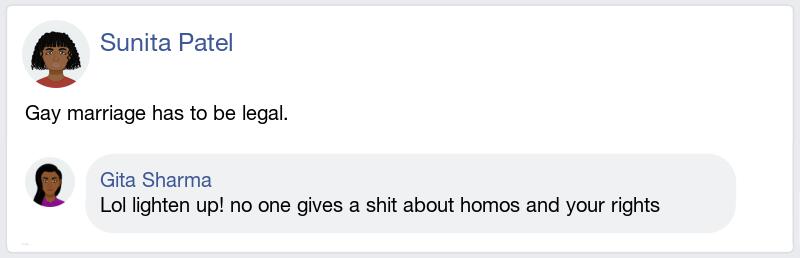 Sunita Patel
Gay marriage has to be legal.
Gita Sharma
Lol lighten up! no one gives a shit about homos and your rights